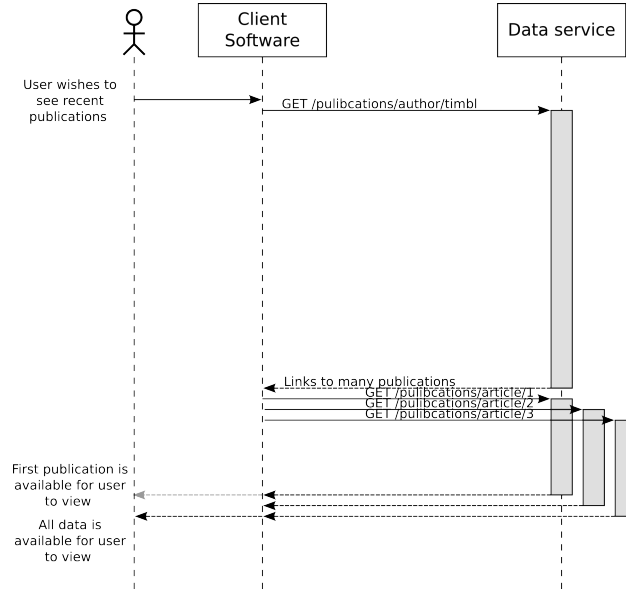 Client
Software
Data service
User wishes to
see recent
publications
GET /pulibcations/author/timbl
Links to many publications
GET /pulibcations/article/1
GET /pulibcations/article/2
GET /pulibcations/article/3
First publication is
available for user
to view
All data is
available for user
to view